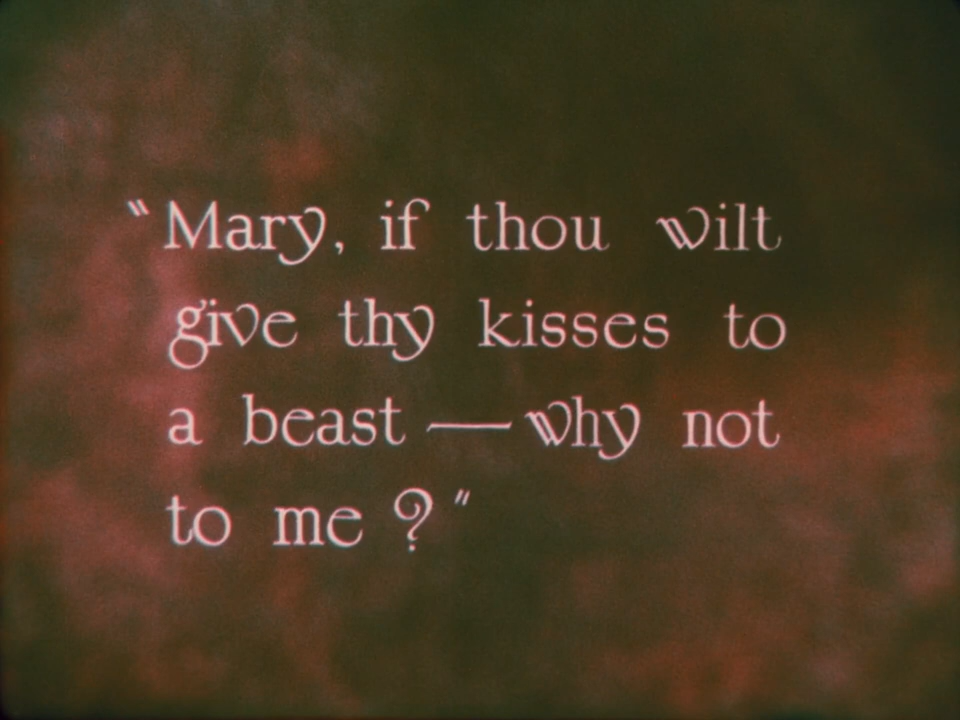 "Mary, if thou wilt
give thy kisses to
a beast — why not
to me ?"